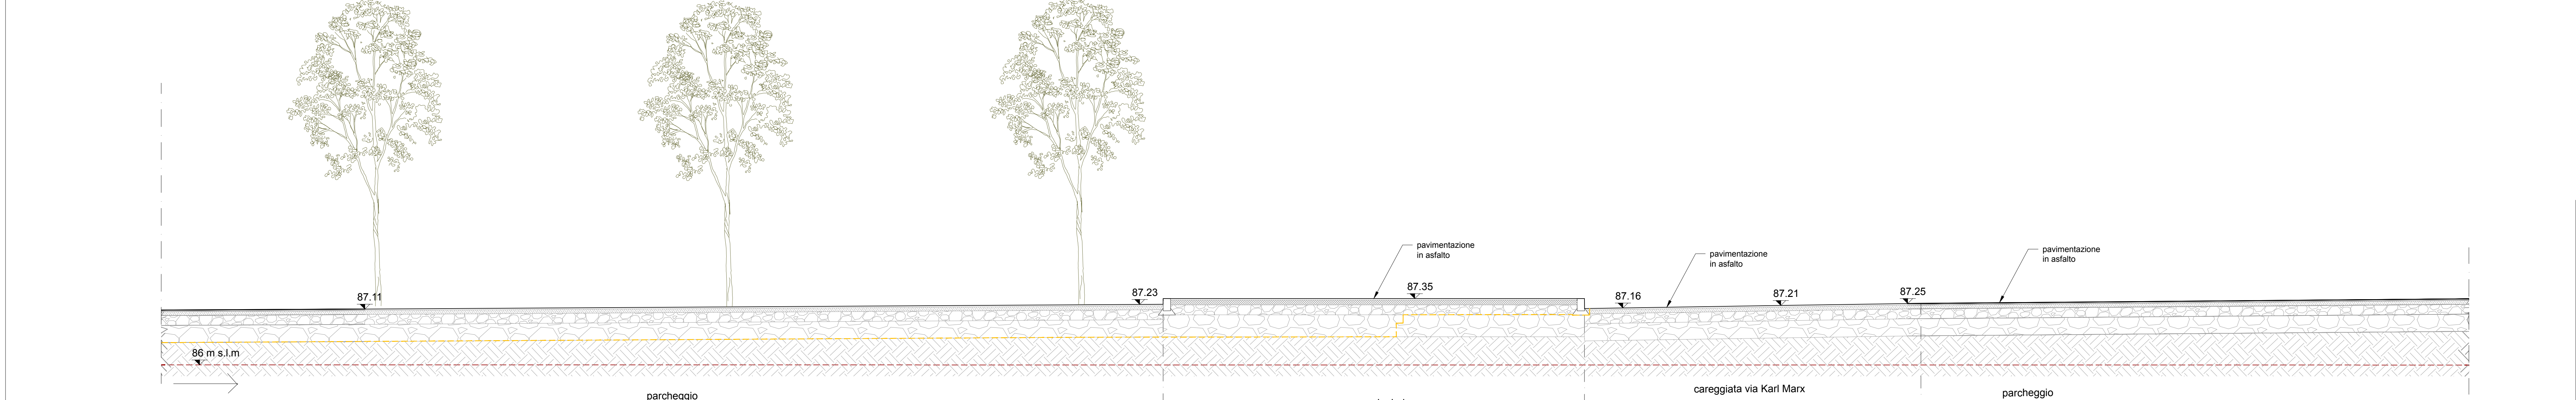 pavimentazione
in asfalto
pavimentazione
in asfalto
pavimentazione
in asfalto
87.11
87.23
87.35
87.16
87.21
87.25
86 m s.l.m
parcheggio
careggiata via Karl Marx
parcheggio